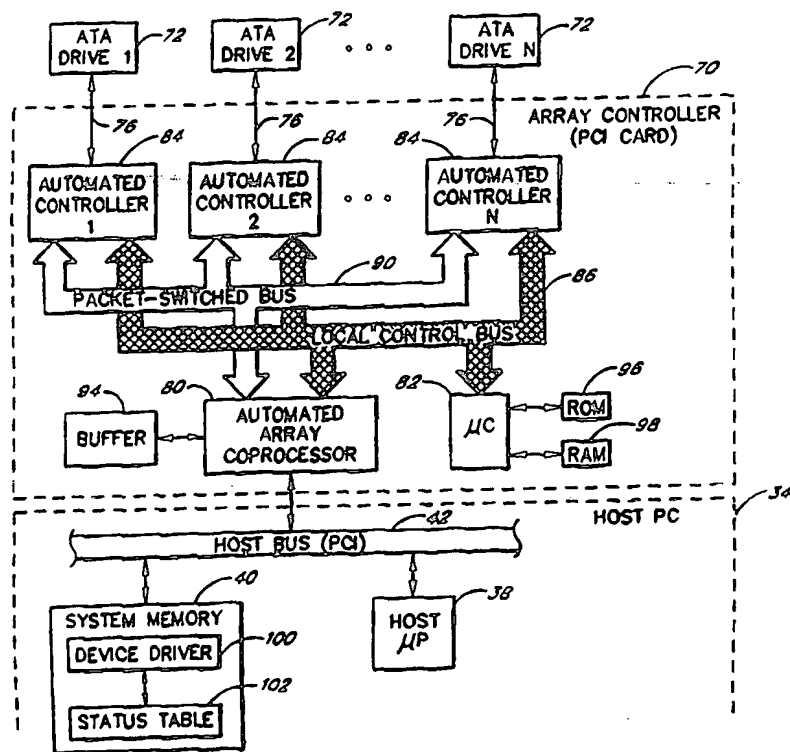 ATA
DRIVE 1
72
ATA
DRIVE 2
72
ATA
DRIVE N
72
70
76
76
76
ARRAY CONTROLLER
(PCI CARD)
84
84
84
AUTOMATED
CONTROLLER
1
AUTOMATED
CONTROLLER
2
AUTOMATED
CONTROLLER
N
90
86
PACKET-SWITCHED BUS
LOCAL CONTROL BUS
94
80
82
96
BUFFER
AUTOMATED
ARRAY
COPROCESSOR
μC
ROM
98
RAM
34
42
HOST PC
HOST BUS (PCI)
40
38
SYSTEM MEMORY
100
DEVICE DRIVER
HOST
μP
102
STATUS TABLE